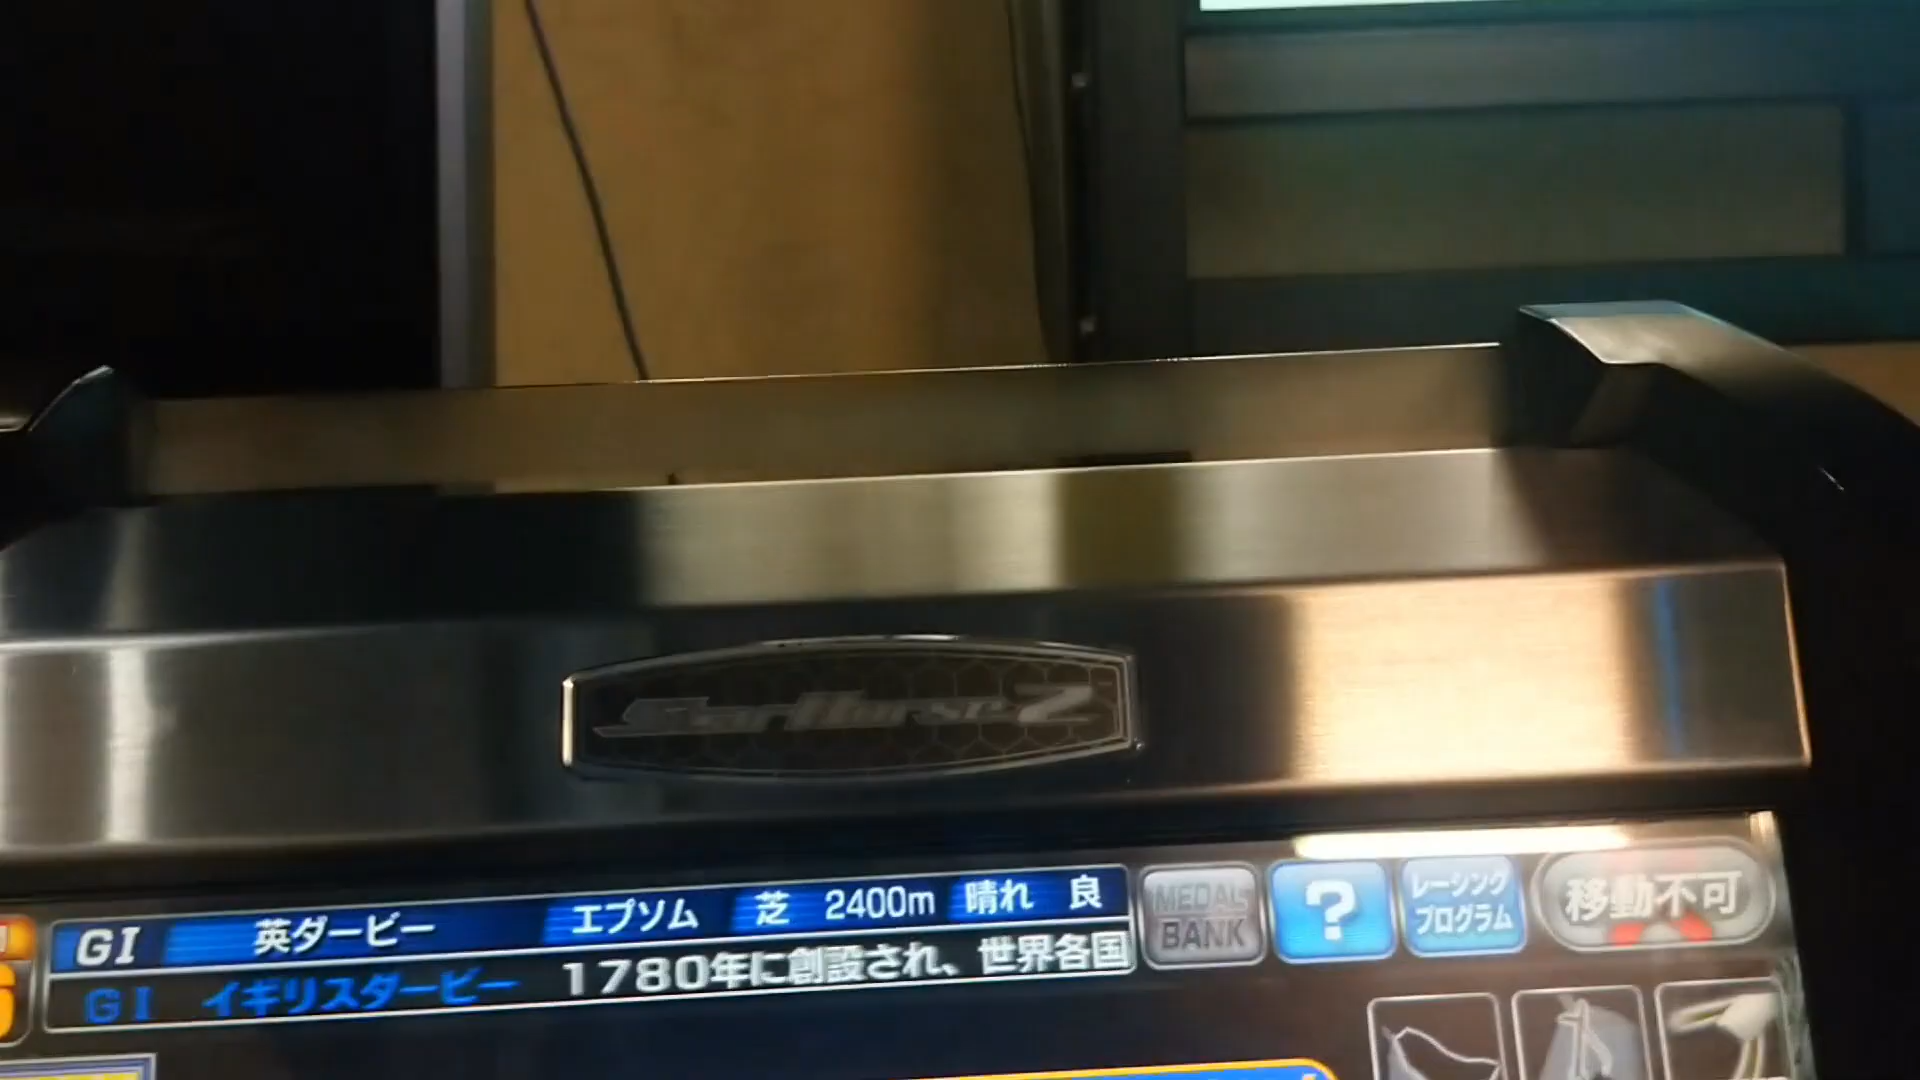 StarHorse2
GI 英ダービー エプソム 芝 2400m 晴れ 良
GI イギリスダービー 1780年に創設され、世界各国
MEDAL
BANK
?
レーシング
プログラム
移動不可